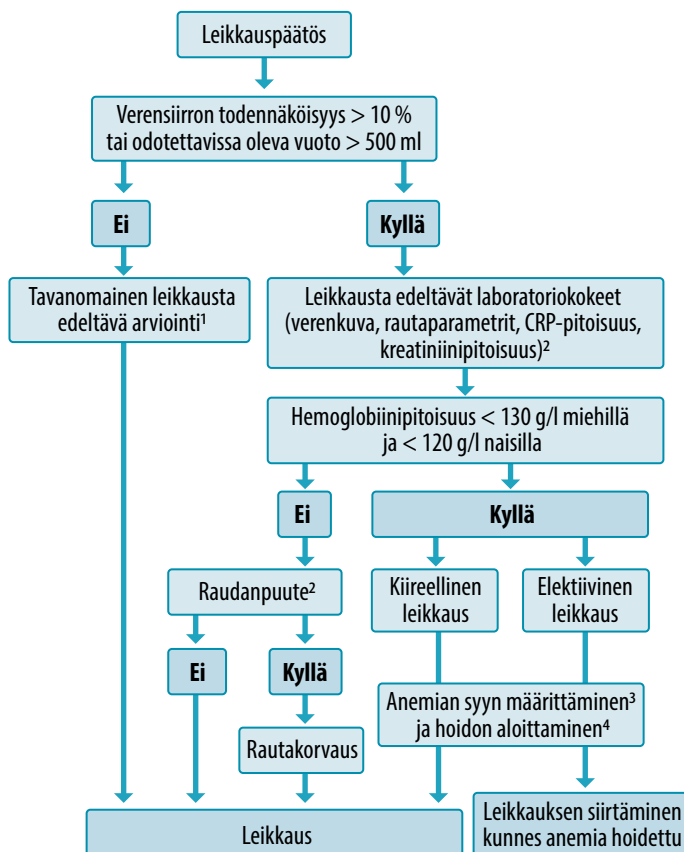 Leikkauspäätös
Verensiirron todennäköisyys > 10 %
tai odotettavissa oleva vuoto > 500 ml
Ei
Kyllä
Tavanomainen leikkausta
edeltävä arviointi¹
Leikkausta edeltävät laboratoriokokeet
(verenkuva, rautaparametrit, CRP-pitoisuus,
kreatiniinipitoisuus)²
Hemoglobiinipitoisuus < 130 g/l miehillä
ja < 120 g/l naisilla
Ei
Kyllä
Raudanpuute²
Kiireellinen
leikkaus
Elektiivinen
leikkaus
Ei
Kyllä
Anemian syyn määrittäminen³
ja hoidon aloittaminen⁴
Rautakorvaus
Leikkaus
Leikkauksen siirtäminen
kunnes anemia hoidettu